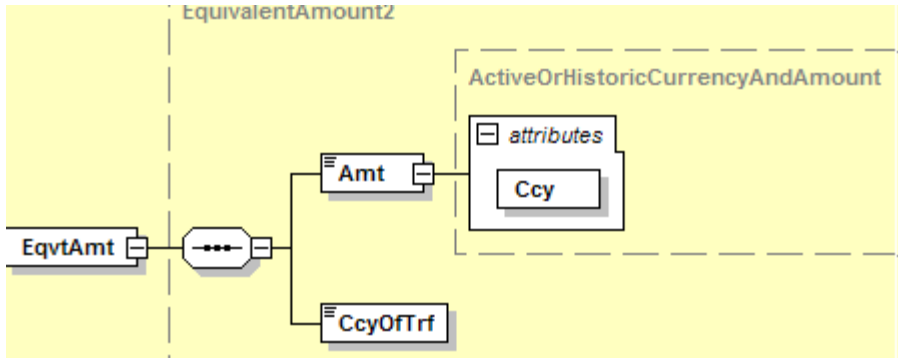 EquivalentAmount2
ActiveOrHistoricCurrencyAndAmount
attributes
Amt
Ccy
EqvtAmt
CcyOfTrf